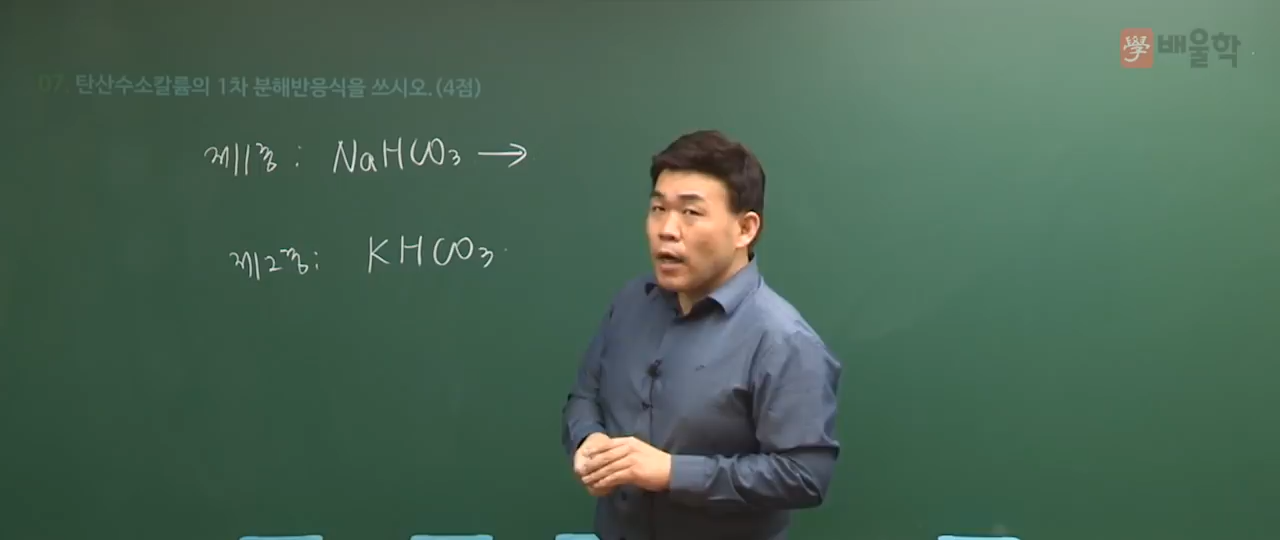 學 배울학
07. 탄산수소칼륨의 1차 분해반응식을 쓰시오.(4점)
제1종 : NaHCO₃ →
제2종 : KHCO₃